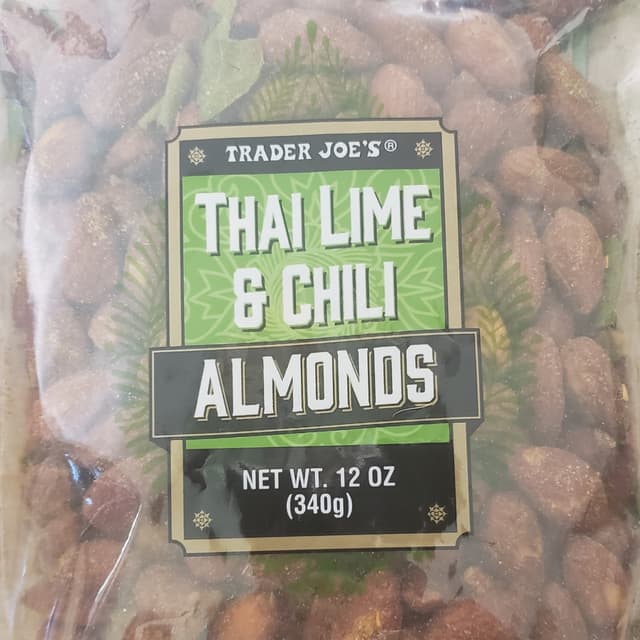 TRADER JOE'S®
THAI LIME
& CHILI
ALMONDS
NET WT. 12 OZ
(340g)